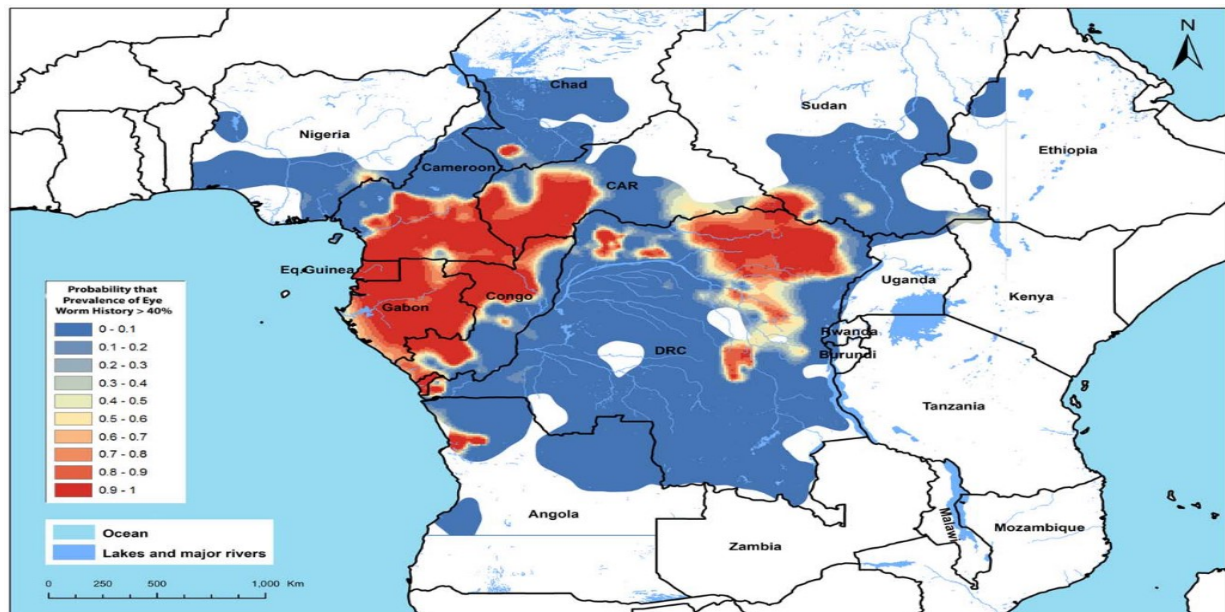 N
Chad
Sudan
Nigeria
Ethiopia
Cameroon
CAR
Eq.Guinea
Uganda
Kenya
Congo
Gabon
Rwanda
DRC
Burundi
Tanzania
Probability that
Prevalence of Eye
Worm History > 40%
0 - 0.1
0.1 - 0.2
0.2 - 0.3
0.3 - 0.4
0.4 - 0.5
0.5 - 0.6
0.6 - 0.7
0.7 - 0.8
0.8 - 0.9
0.9 - 1
Angola
Malawi
Mozambique
Zambia
Ocean
Lakes and major rivers
0 250 500 1,000 Km